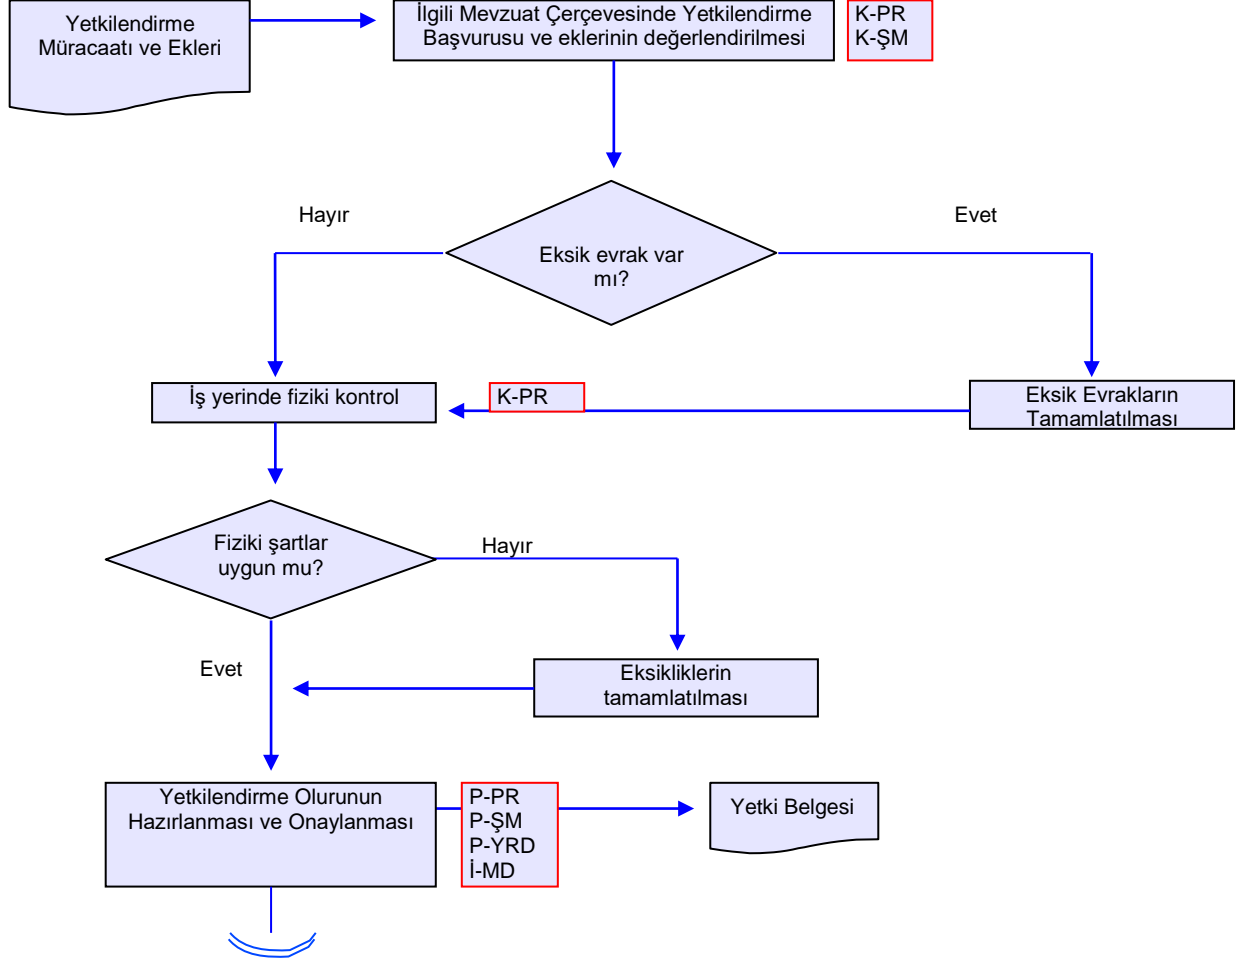 Yetkilendirme
Müracaatı ve Ekleri
İlgili Mevzuat Çerçevesinde Yetkilendirme
Başvurusu ve eklerinin değerlendirilmesi
K-PR
K-ŞM
Hayır
Evet
Eksik evrak var
mı?
İş yerinde fiziki kontrol
K-PR
Eksik Evrakların
Tamamlatılması
Fiziki şartlar
uygun mu?
Hayır
Evet
Eksikliklerin
tamamlatılması
Yetkilendirme Olurunun
Hazırlanması ve Onaylanması
P-PR
P-ŞM
P-YRD
İ-MD
Yetki Belgesi